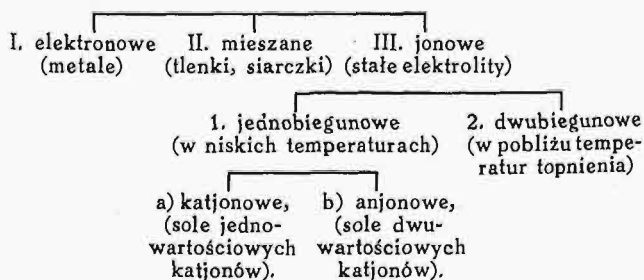 I. elektronowe II. mieszane III. jonowe
(metale) (tlenki, siarczki) (stałe elektrolity)
1. jednobiegunowe 2. dwubiegunowe
(w niskich temperaturach) (w pobliżu tempe-
ratur topnienia)
a) katjonowe, b) anjonowe,
(sole jedno- (sole dwu-
wartościowych wartościowych
katjonów). katjonów).